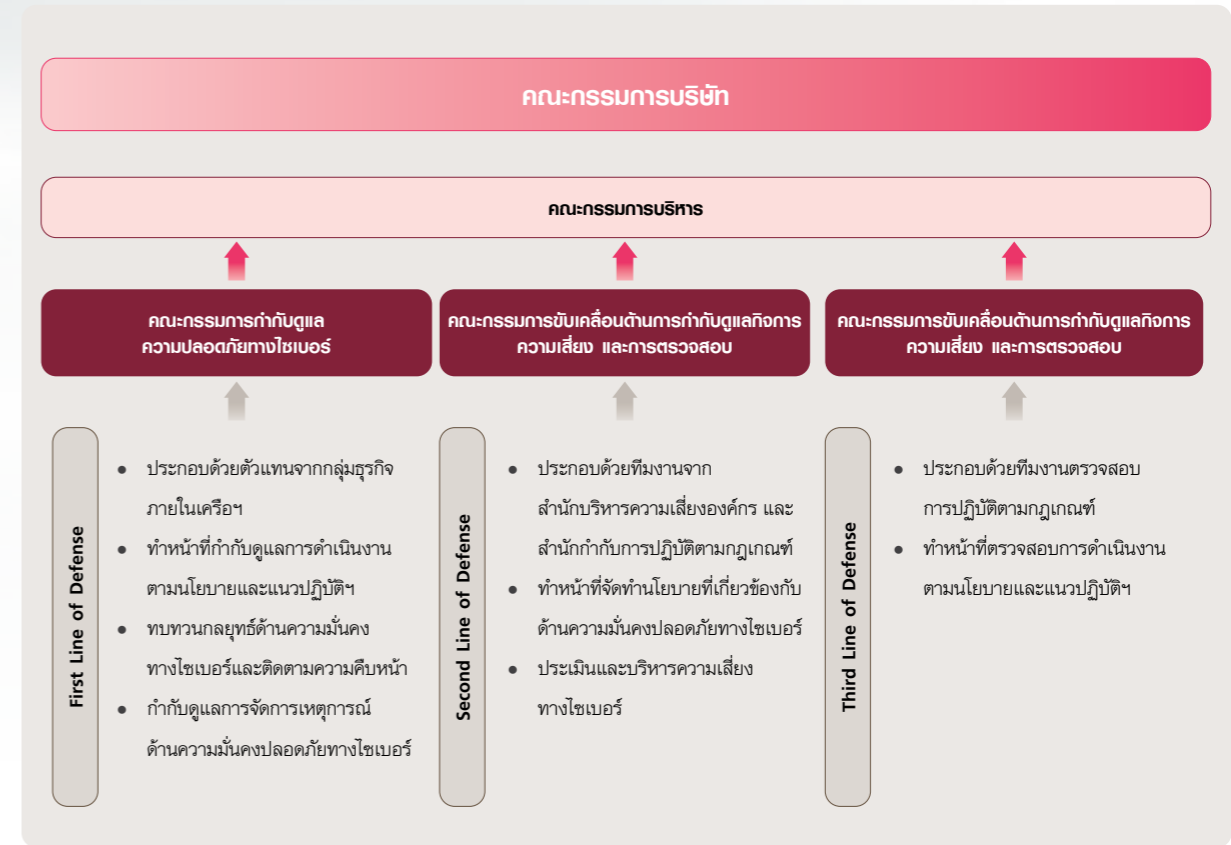 คณะกรรมการบริษัท
คณะกรรมการบริหาร
คณะกรรมการกำกับดูแล
ความปลอดภัยทางไซเบอร์
คณะกรรมการขับเคลื่อนด้านการกำกับดูแลกิจการ
ความเสี่ยง และการตรวจสอบ
คณะกรรมการขับเคลื่อนด้านการกำกับดูแลกิจการ
ความเสี่ยง และการตรวจสอบ
First Line of Defense
• ประกอบด้วยตัวแทนจากกลุ่มธุรกิจ
ภายในเครือฯ
• ทำหน้าที่กำกับดูแลการดำเนินงาน
ตามนโยบายและแนวปฏิบัติฯ
• ทบทวนกลยุทธ์ด้านความมั่นคง
ทางไซเบอร์และติดตามความคืบหน้า
• กำกับดูแลการจัดการเหตุการณ์
ด้านความมั่นคงปลอดภัยทางไซเบอร์
Second Line of Defense
• ประกอบด้วยทีมงานจาก
สำนักบริหารความเสี่ยงองค์กร และ
สำนักกำกับการปฏิบัติตามกฎเกณฑ์
• ทำหน้าที่จัดทำนโยบายที่เกี่ยวข้องกับ
ด้านความมั่นคงปลอดภัยทางไซเบอร์
• ประเมินและบริหารความเสี่ยง
ทางไซเบอร์
Third Line of Defense
• ประกอบด้วยทีมงานตรวจสอบ
การปฏิบัติตามกฎเกณฑ์
• ทำหน้าที่ตรวจสอบการดำเนินงาน
ตามนโยบายและแนวปฏิบัติฯ